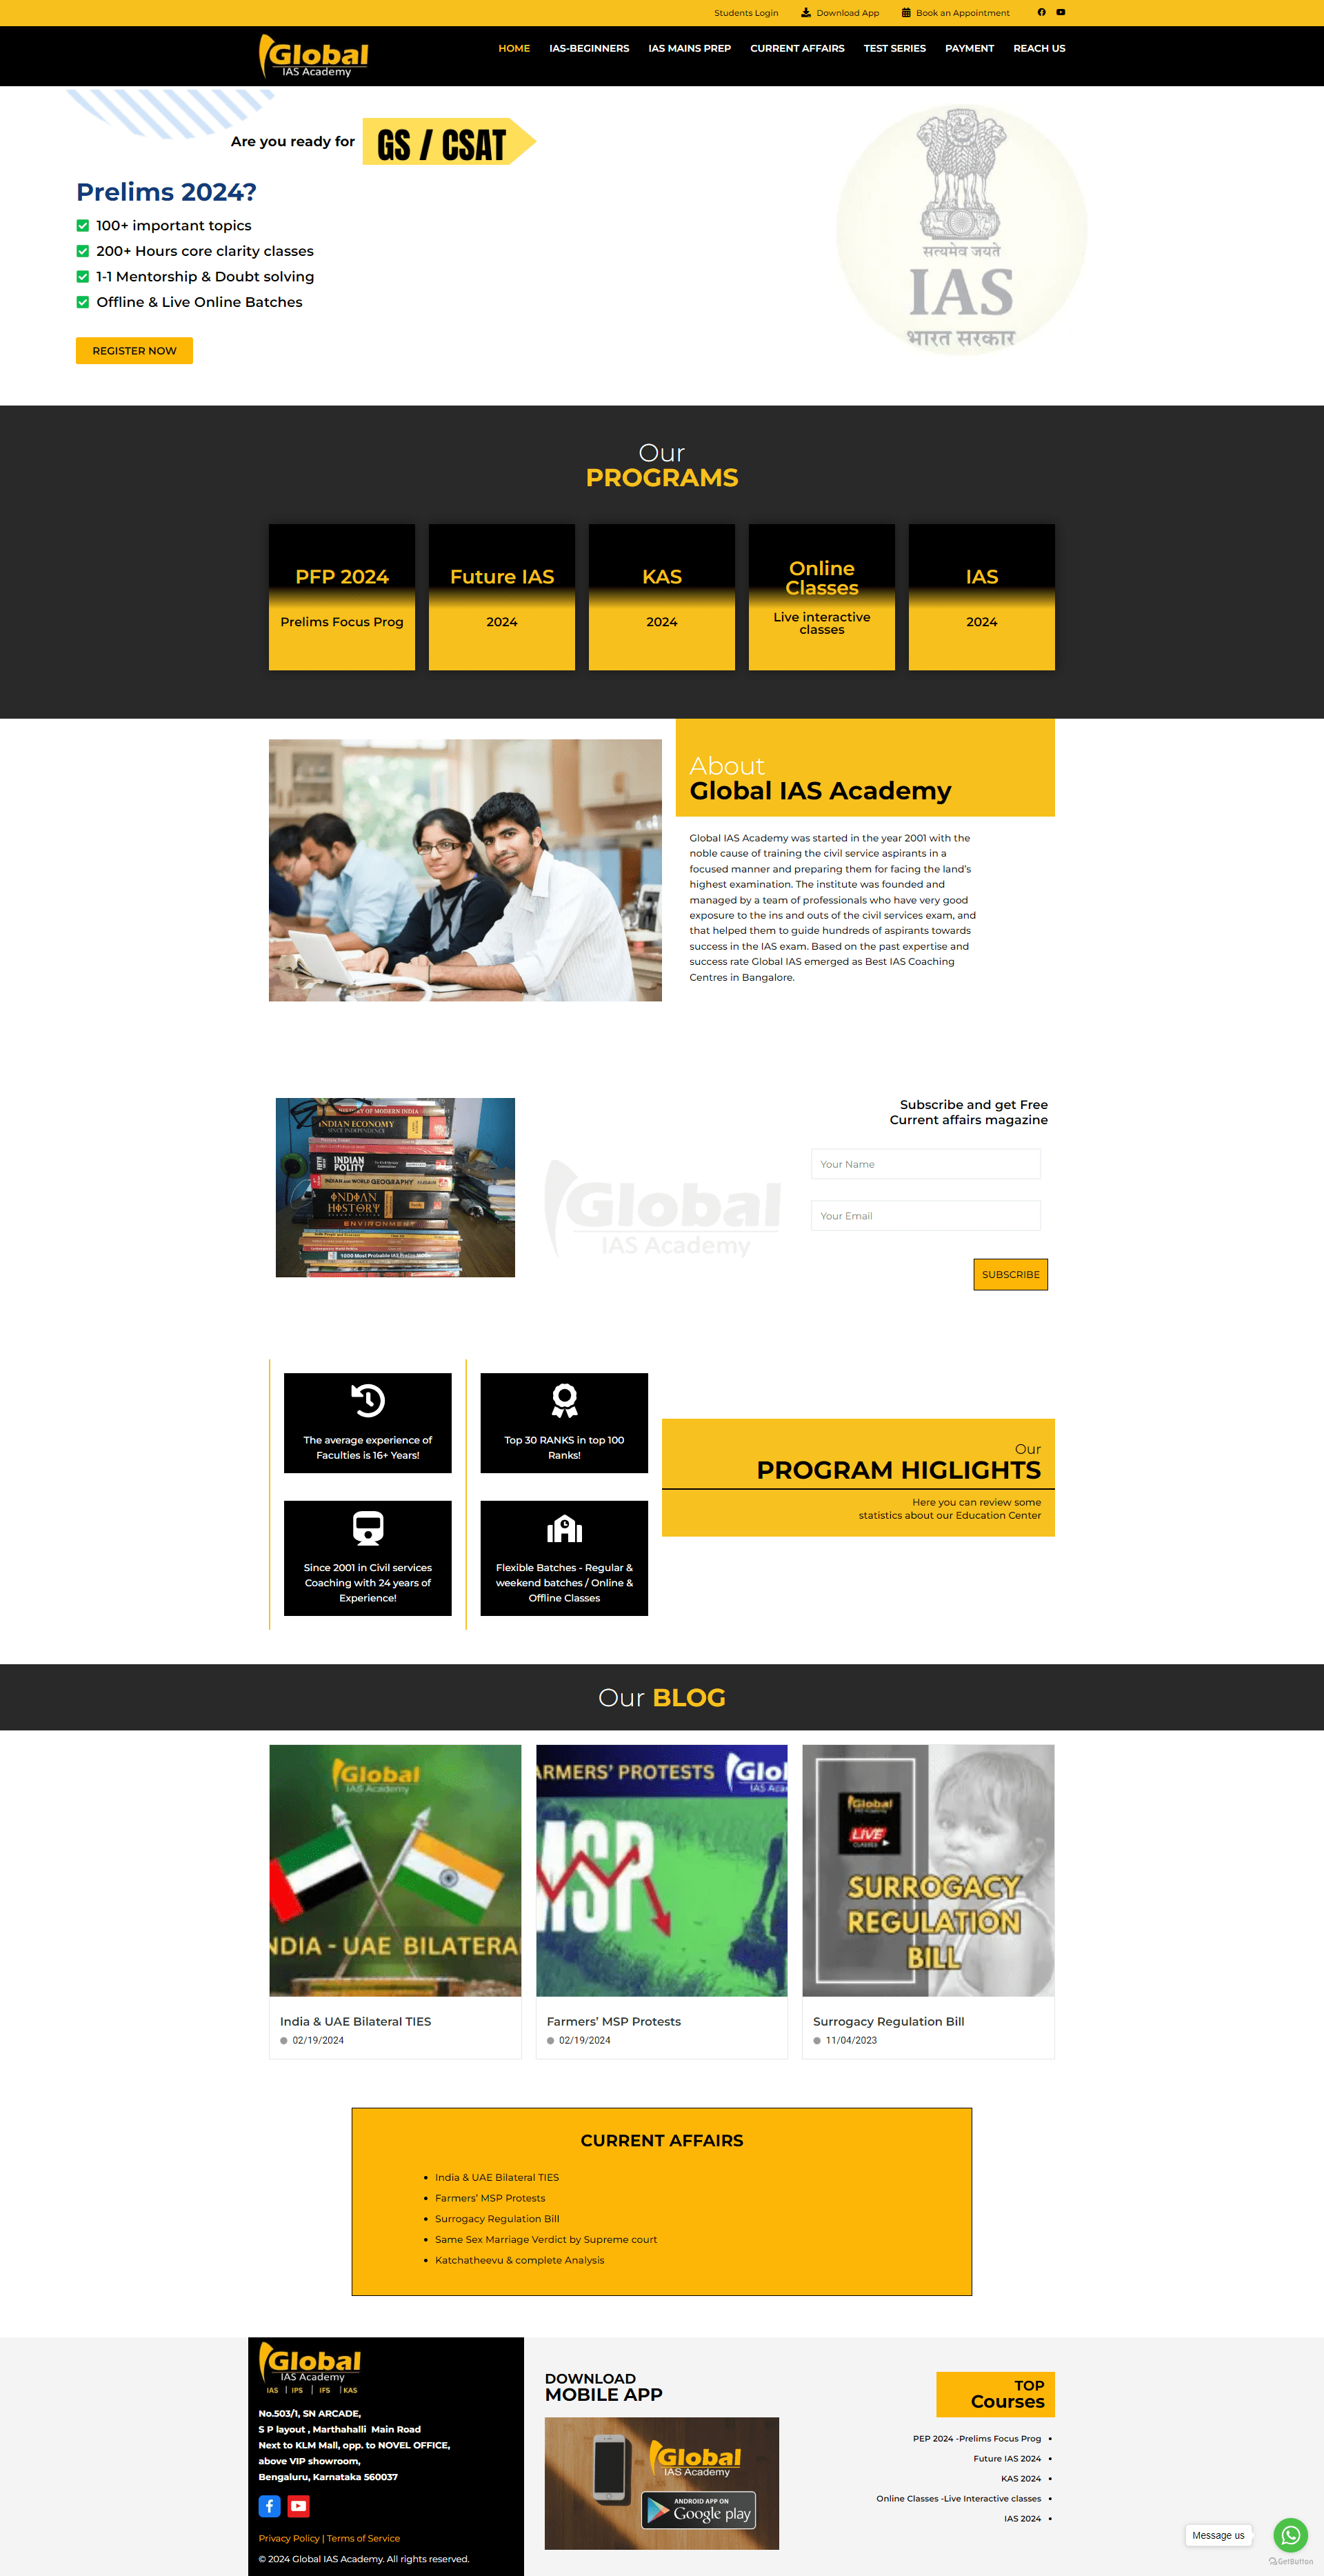 Students Login
Download App
Book an Appointment
Global
IAS Academy
HOME
IAS-BEGINNERS
IAS MAINS PREP
CURRENT AFFAIRS
TEST SERIES
PAYMENT
REACH US
Are you ready for
GS / CSAT
Prelims 2024?
100+ important topics
200+ Hours core clarity classes
1-1 Mentorship & Doubt solving
Offline & Live Online Batches
REGISTER NOW
सत्यमेव जयते
IAS
भारत सरकार
Our
PROGRAMS
PFP 2024
Prelims Focus Prog
Future IAS
2024
KAS
2024
Online
Classes
Live interactive
classes
IAS
2024
About
Global IAS Academy
Global IAS Academy was started in the year 2001 with the
noble cause of training the civil service aspirants in a
focused manner and preparing them for facing the land's
highest examination. The institute was founded and
managed by a team of professionals who have very good
exposure to the ins and outs of the civil services exam, and
that helped them to guide hundreds of aspirants towards
success in the IAS exam. Based on the past expertise and
success rate Global IAS emerged as Best IAS Coaching
Centres in Bangalore.
HISTORY OF MODERN INDIA
INDIAN ECONOMY
SINCE INDEPENDENCE
INDIAN
POLITY
INDIAN AND WORLD GEOGRAPHY
INDIAN
HISTORY
ENVIRONMENT
1000 Most Probable IAS Prelims MCQs
Global
IAS Academy
Subscribe and get Free
Current affairs magazine
Your Name
Your Email
SUBSCRIBE
The average experience of
Faculties is 16+ Years!
Top 30 RANKS in top 100
Ranks!
Since 2001 in Civil services
Coaching with 24 years of
Experience!
Flexible Batches - Regular &
weekend batches / Online &
Offline Classes
Our
PROGRAM HIGLIGHTS
Here you can review some
statistics about our Education Center
Our BLOG
Global
IAS Academy
NDIA - UAE BILATERA
ARMERS' PROTESTS
Glo
IAS Aca
MSP
Global
LIVE
CLASSES
SURROGACY
REGULATION
BILL
India & UAE Bilateral TIES
02/19/2024
Farmers' MSP Protests
02/19/2024
Surrogacy Regulation Bill
11/04/2023
CURRENT AFFAIRS
India & UAE Bilateral TIES
Farmers' MSP Protests
Surrogacy Regulation Bill
Same Sex Marriage Verdict by Supreme court
Katchatheevu & complete Analysis
Global
IAS Academy
IAS | IPS | IFS | KAS
No.503/1, SN ARCADE,
S P layout , Marthahalli Main Road
Next to KLM Mall, opp. to NOVEL OFFICE,
above VIP showroom,
Bengaluru, Karnataka 560037
Privacy Policy | Terms of Service
© 2024 Global IAS Academy. All rights reserved.
DOWNLOAD
MOBILE APP
Global
IAS Academy
ANDROID APP ON
Google play
TOP
Courses
PEP 2024 -Prelims Focus Prog
Future IAS 2024
KAS 2024
Online Classes -Live Interactive classes
IAS 2024
Message us
GetButton